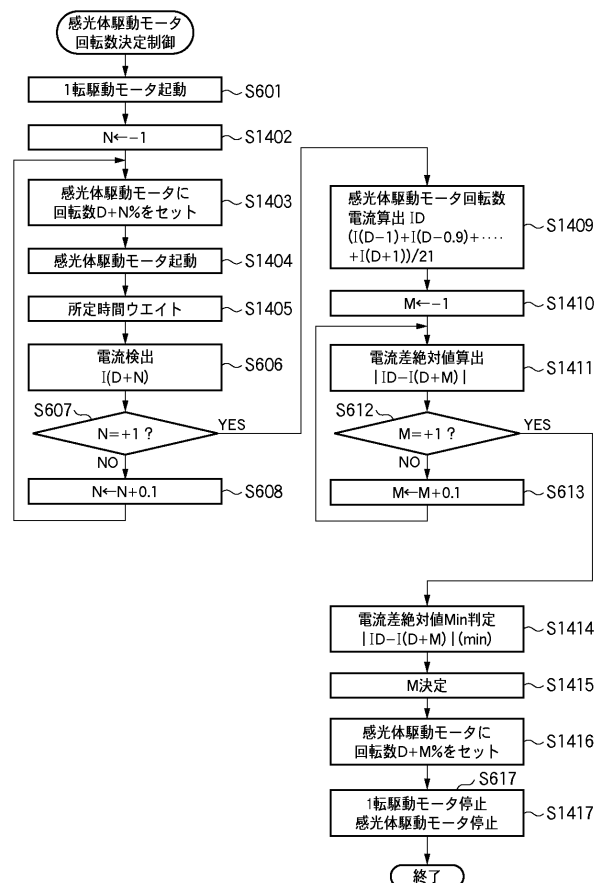 感光体駆動モータ
回転数決定制御
1転駆動モータ起動
S601
N←−1
S1402
感光体駆動モータに
回転数D+N%をセット
S1403
感光体駆動モータ起動
S1404
所定時間ウエイト
S1405
電流検出
I(D+N)
S606
S607
N=+1？
YES
NO
N←N+0.1
S608
感光体駆動モータ回転数
電流算出 ID
(I(D-1)+I(D-0.9)+‥‥
+I(D+1))/21
S1409
M←-1
S1410
電流差絶対値算出
|ID-I(D+M)|
S1411
S612
M=+1？
YES
NO
M←M+0.1
S613
電流差絶対値Min判定
|ID-I(D+M)|(min)
S1414
M決定
S1415
感光体駆動モータに
回転数D+M%をセット
S1416
S617
1転駆動モータ停止
感光体駆動モータ停止
S1417
終了